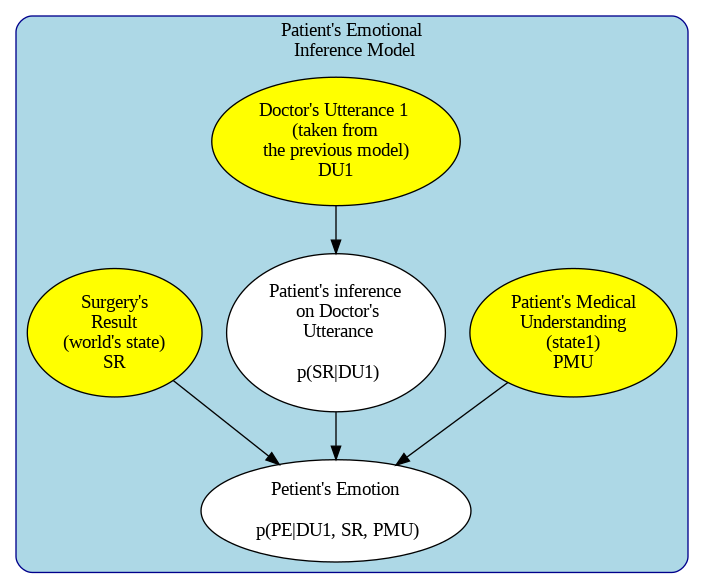 Patient's Emotional
Inference Model
Doctor's Utterance 1
(taken from
the previous model)
DU1
Surgery's
Result
(world's state)
SR
Patient's inference
on Doctor's
Utterance
p(SR|DU1)
Patient's Medical
Understanding
(state1)
PMU
Petient's Emotion
p(PE|DU1, SR, PMU)